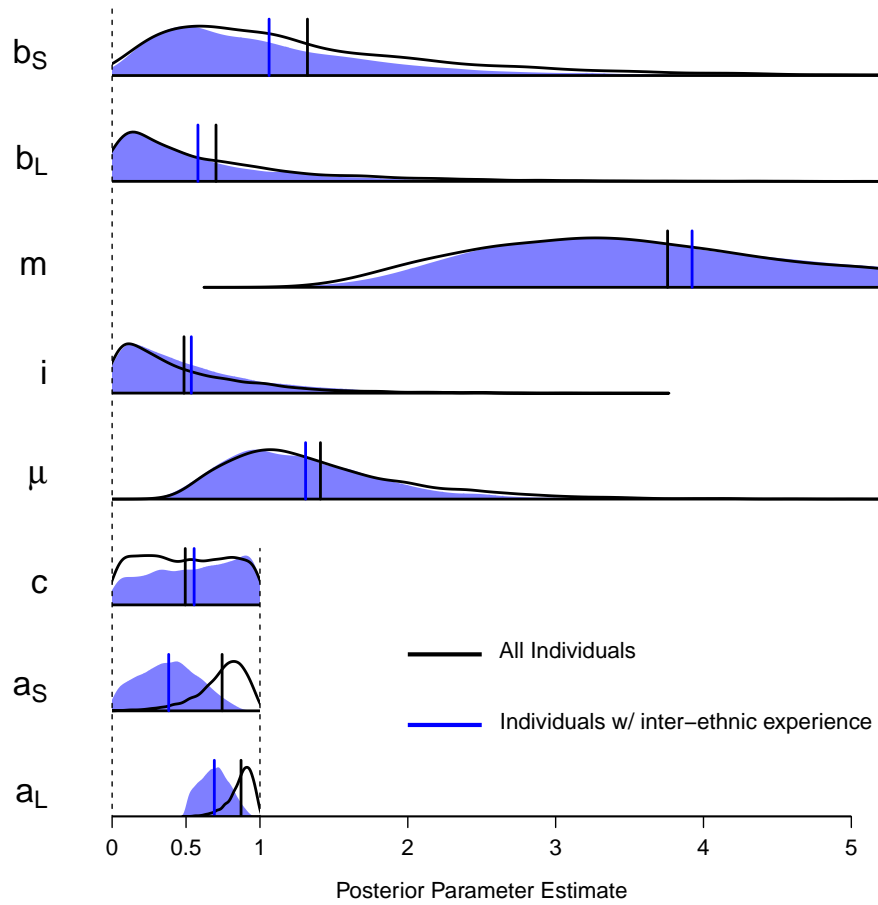 b_S
b_L
m
i
μ
c
All Individuals
a_S
Individuals w/ inter−ethnic experience
a_L
0 0.5 1 2 3 4 5
Posterior Parameter Estimate